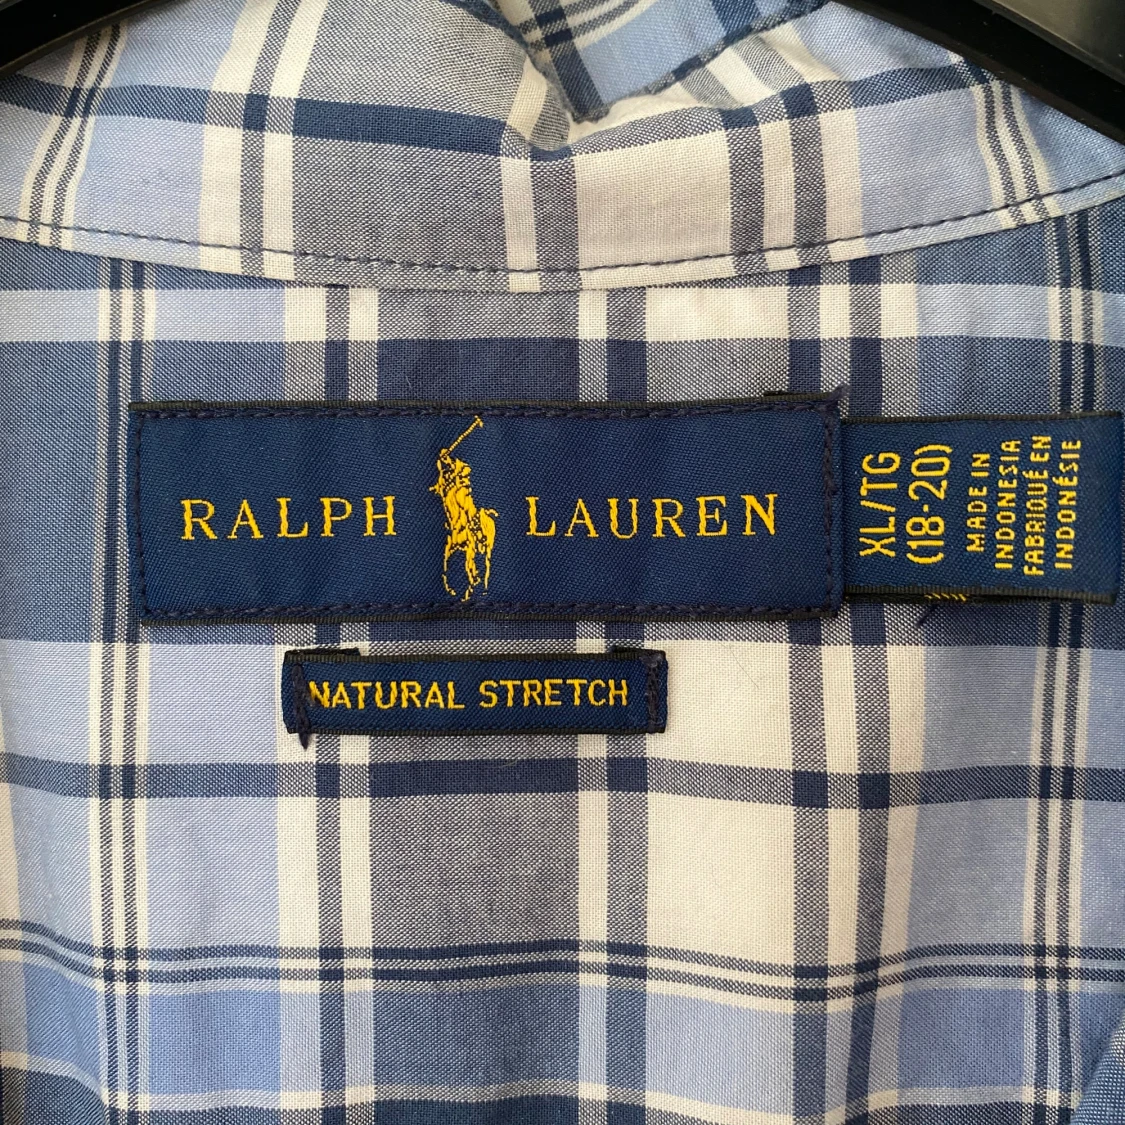 RALPH LAUREN
XL/TG
(18-20)
MADE IN
INDONESIA
FABRIQUÉ EN
INDONÉSIE
NATURAL STRETCH